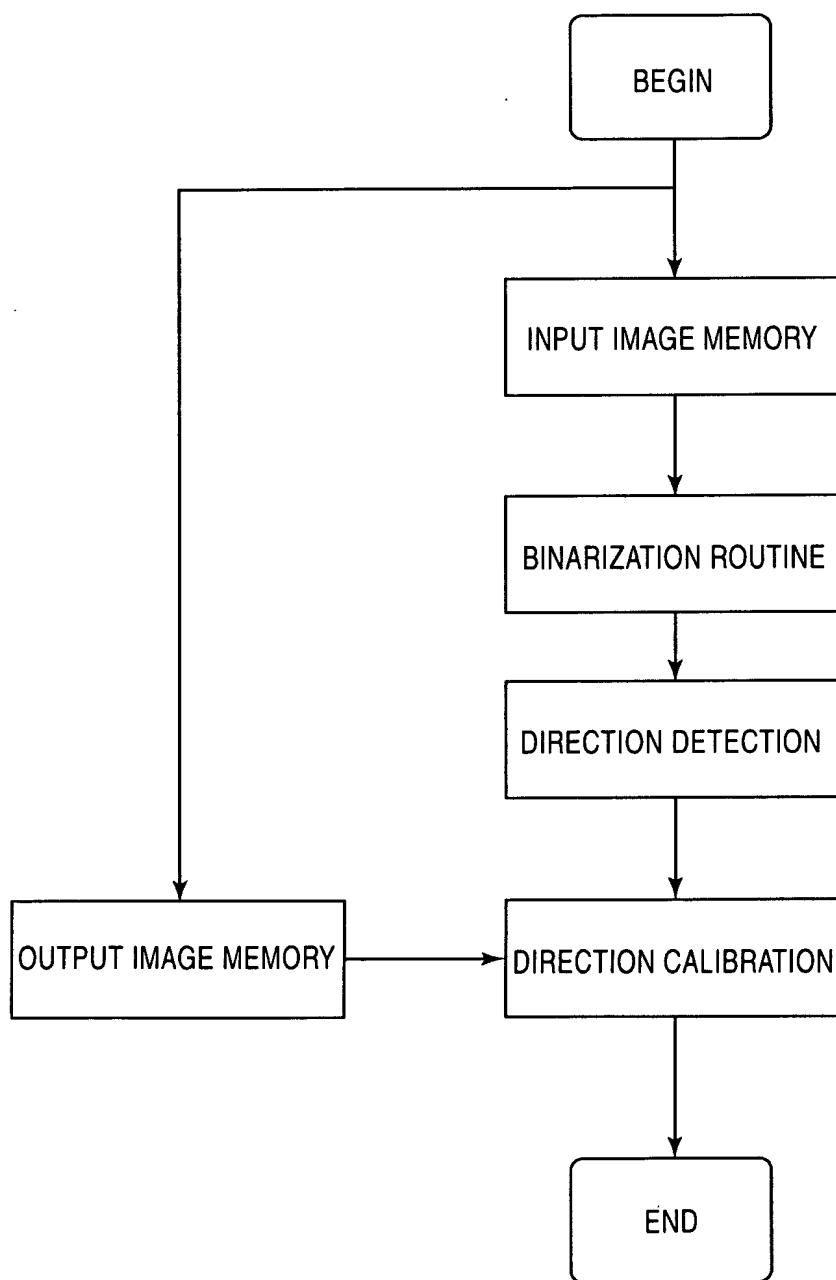 BEGIN
INPUT IMAGE MEMORY
BINARIZATION ROUTINE
DIRECTION DETECTION
OUTPUT IMAGE MEMORY
DIRECTION CALIBRATION
END